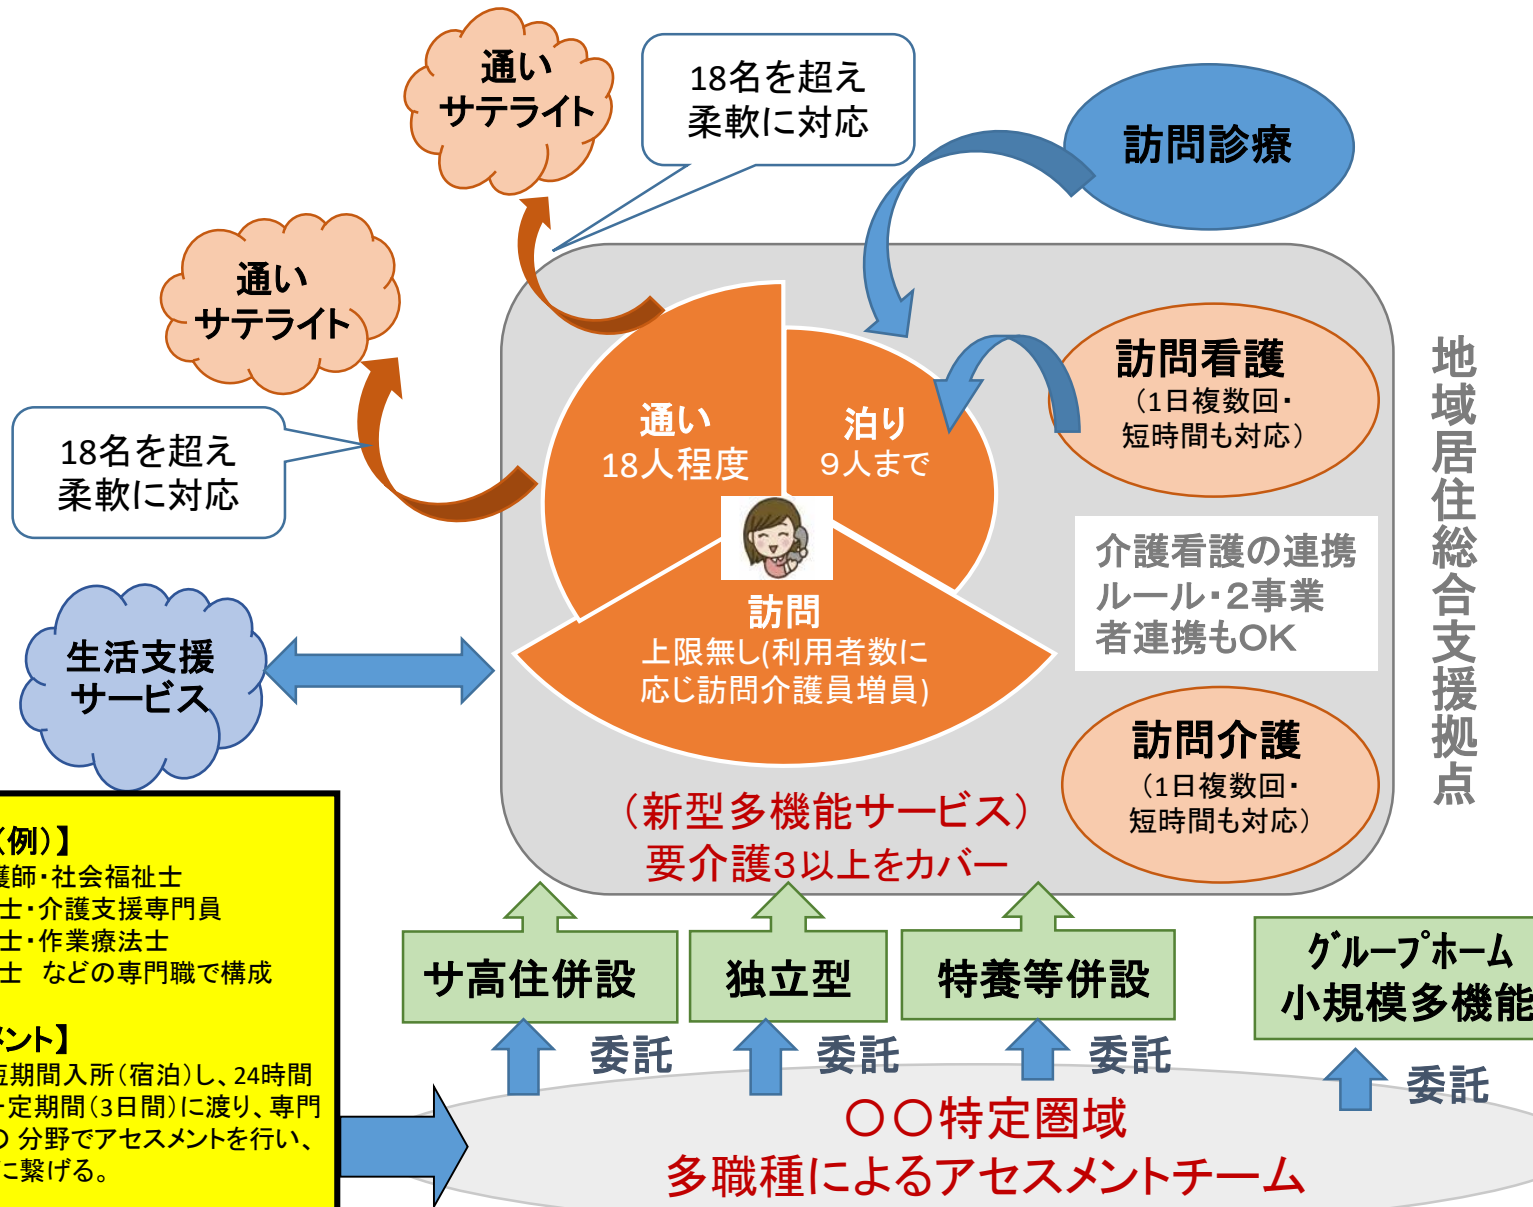 通い
サテライト
18名を超え
柔軟に対応
訪問診療
通い
サテライト
18名を超え
柔軟に対応
通い
18人程度
泊り
９人まで
訪問
上限無し(利用者数に
応じ訪問介護員増員)
訪問看護
（1日複数回・
短時間も対応）
介護看護の連携
ルール・２事業
者連携もOK
訪問介護
（1日複数回・
短時間も対応）
地域居住総合支援拠点
生活支援
サービス
（新型多機能サービス）
要介護３以上をカバー
（例）】
護師・社会福祉士
士・介護支援専門員
士・作業療法士
士　などの専門職で構成
メント】
短期間入所（宿泊）し、24時間
一定期間（3日間）に渡り、専門
の 分野でアセスメントを行い、
に繋げる。
サ高住併設
独立型
特養等併設
グループホーム
小規模多機能
委託
委託
委託
委託
〇〇特定圏域
多職種によるアセスメントチーム